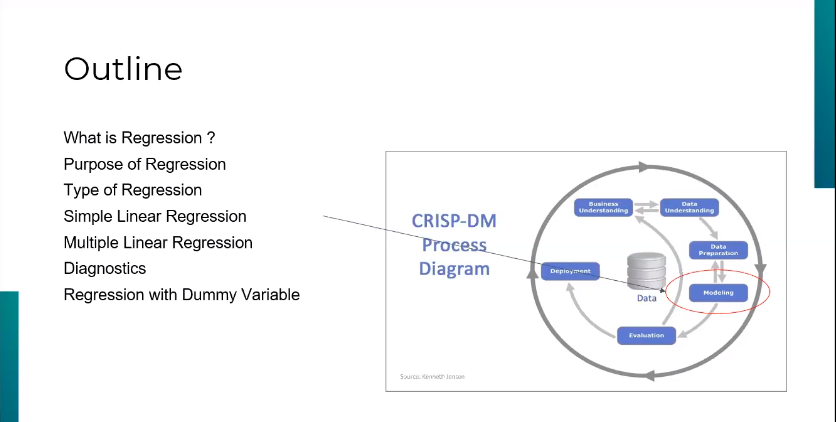 Outline
What is Regression ?
Purpose of Regression
Type of Regression
Simple Linear Regression
Multiple Linear Regression
Diagnostics
Regression with Dummy Variable
CRISP-DM
Process
Diagram
Business
Understanding
Data
Understanding
Data
Preparation
Modeling
Evaluation
Deployment
Data
Source: Kenneth Jensen